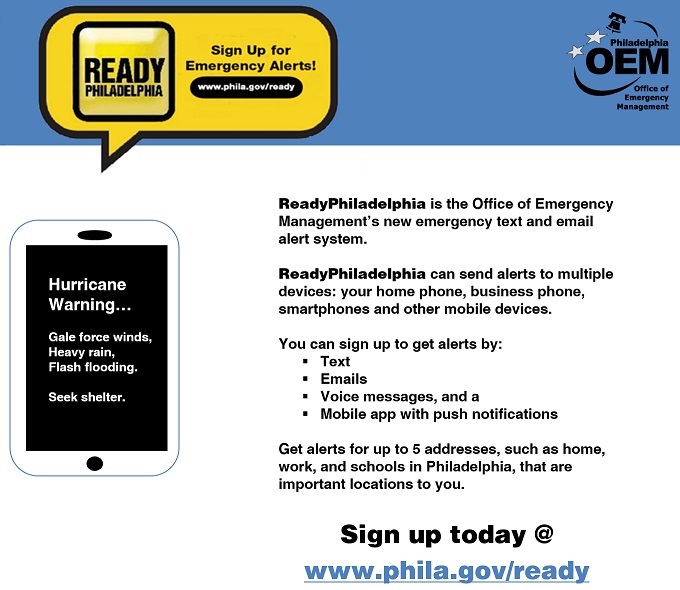 READY
PHILADELPHIA
Sign Up for
Emergency Alerts!
www.phila.gov/ready
Philadelphia
OEM
Office of
Emergency
Management
Hurricane
Warning...
Gale force winds,
Heavy rain,
Flash flooding.
Seek shelter.
ReadyPhiladelphia is the Office of Emergency
Management's new emergency text and email
alert system.
ReadyPhiladelphia can send alerts to multiple
devices: your home phone, business phone,
smartphones and other mobile devices.
You can sign up to get alerts by:
▪ Text
▪ Emails
▪ Voice messages, and a
▪ Mobile app with push notifications
Get alerts for up to 5 addresses, such as home,
work, and schools in Philadelphia, that are
important locations to you.
Sign up today @
www.phila.gov/ready